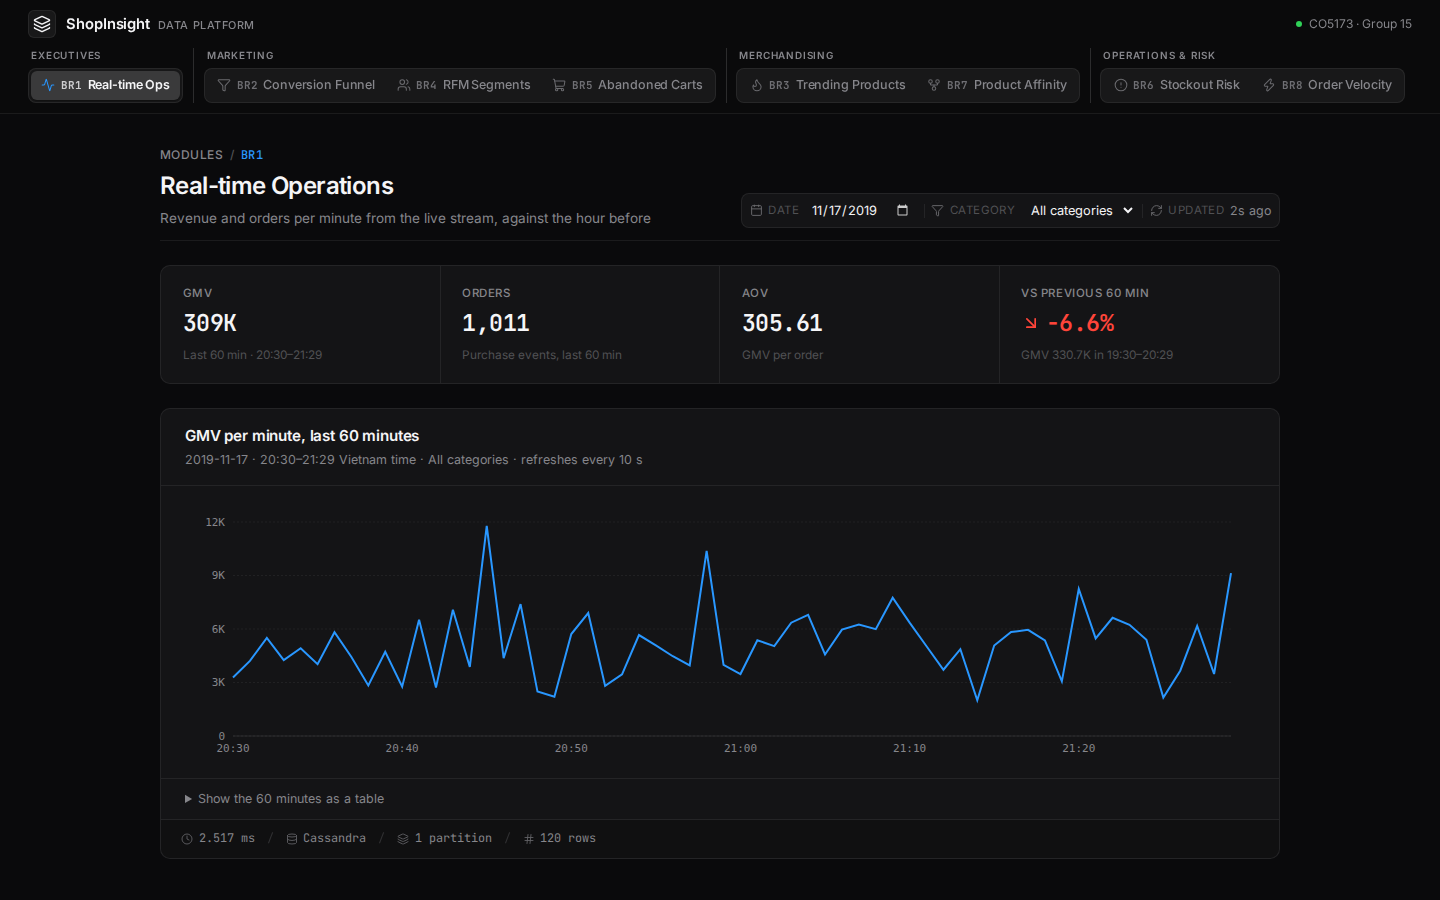 ShopInsight DATA PLATFORM
CO5173 · Group 15
EXECUTIVES
MARKETING
MERCHANDISING
OPERATIONS & RISK
BR1 Real-time Ops
BR2 Conversion Funnel
BR4 RFM Segments
BR5 Abandoned Carts
BR3 Trending Products
BR7 Product Affinity
BR6 Stockout Risk
BR8 Order Velocity
MODULES / BR1
Real-time Operations
Revenue and orders per minute from the live stream, against the hour before
DATE 11/17/2019
CATEGORY All categories
UPDATED 2s ago
GMV
309K
Last 60 min · 20:30–21:29
ORDERS
1,011
Purchase events, last 60 min
AOV
305.61
GMV per order
VS PREVIOUS 60 MIN
-6.6%
GMV 330.7K in 19:30–20:29
GMV per minute, last 60 minutes
2019-11-17 · 20:30–21:29 Vietnam time · All categories · refreshes every 10 s
12K
9K
6K
3K
0
20:30 20:40 20:50 21:00 21:10 21:20
Show the 60 minutes as a table
2.517 ms / Cassandra / 1 partition / 120 rows